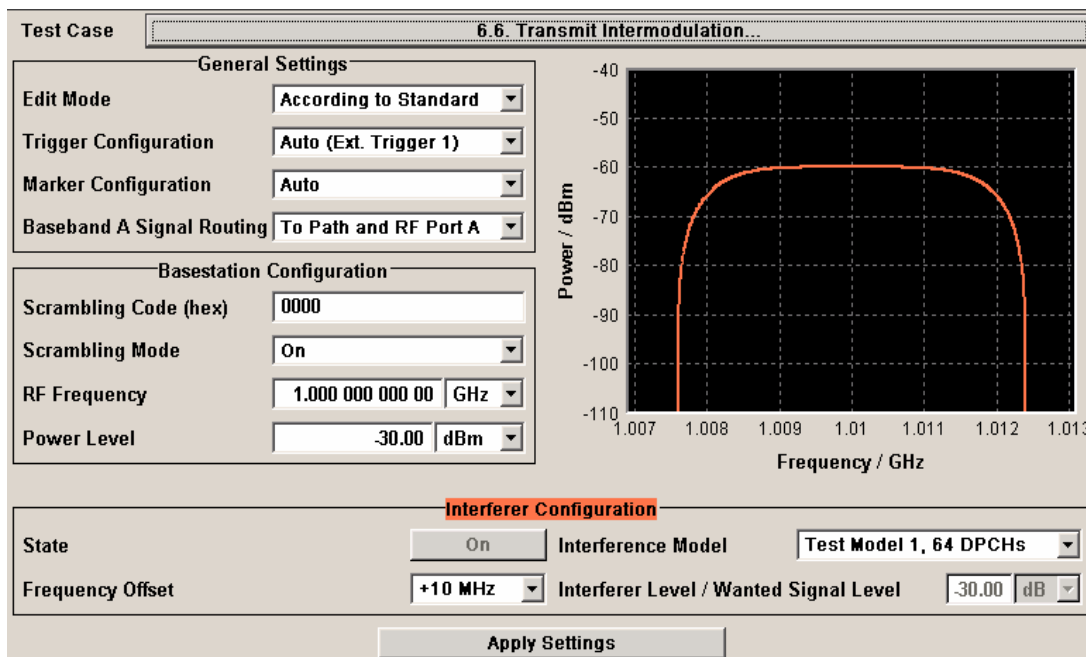 Test Case
6.6. Transmit Intermodulation...
General Settings
Edit Mode According to Standard
Trigger Configuration Auto (Ext. Trigger 1)
Marker Configuration Auto
Baseband A Signal Routing To Path and RF Port A
Basestation Configuration
Scrambling Code (hex) 0000
Scrambling Mode On
RF Frequency 1.000 000 000 00 GHz
Power Level -30.00 dBm
Power / dBm
-40
-50
-60
-70
-80
-90
-100
-110
1.007 1.008 1.009 1.01 1.011 1.012 1.013
Frequency / GHz
Interferer Configuration
State On Interference Model Test Model 1, 64 DPCHs
Frequency Offset +10 MHz Interferer Level / Wanted Signal Level -30.00 dB
Apply Settings